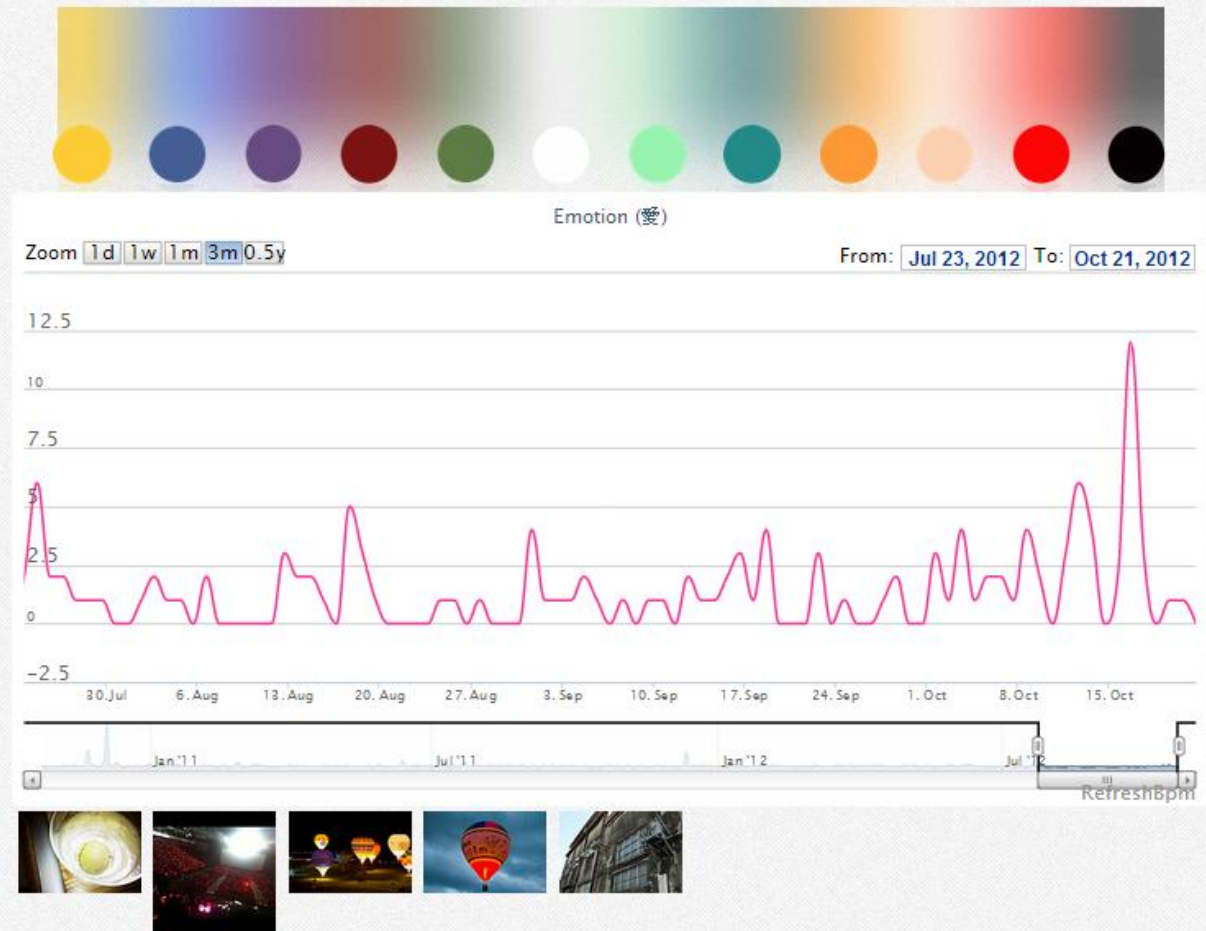 Emotion (愛)
Zoom 1d 1w 1m 3m 0.5y From: Jul 23, 2012 To: Oct 21, 2012
12.5
10
7.5
5
2.5
0
-2.5
30.Jul 6.Aug 13.Aug 20.Aug 27.Aug 3.Sep 10.Sep 17.Sep 24.Sep 1.Oct 8.Oct 15.Oct
Jan '11 Jul '11 Jan '12 Jul '12
RefreshBpm